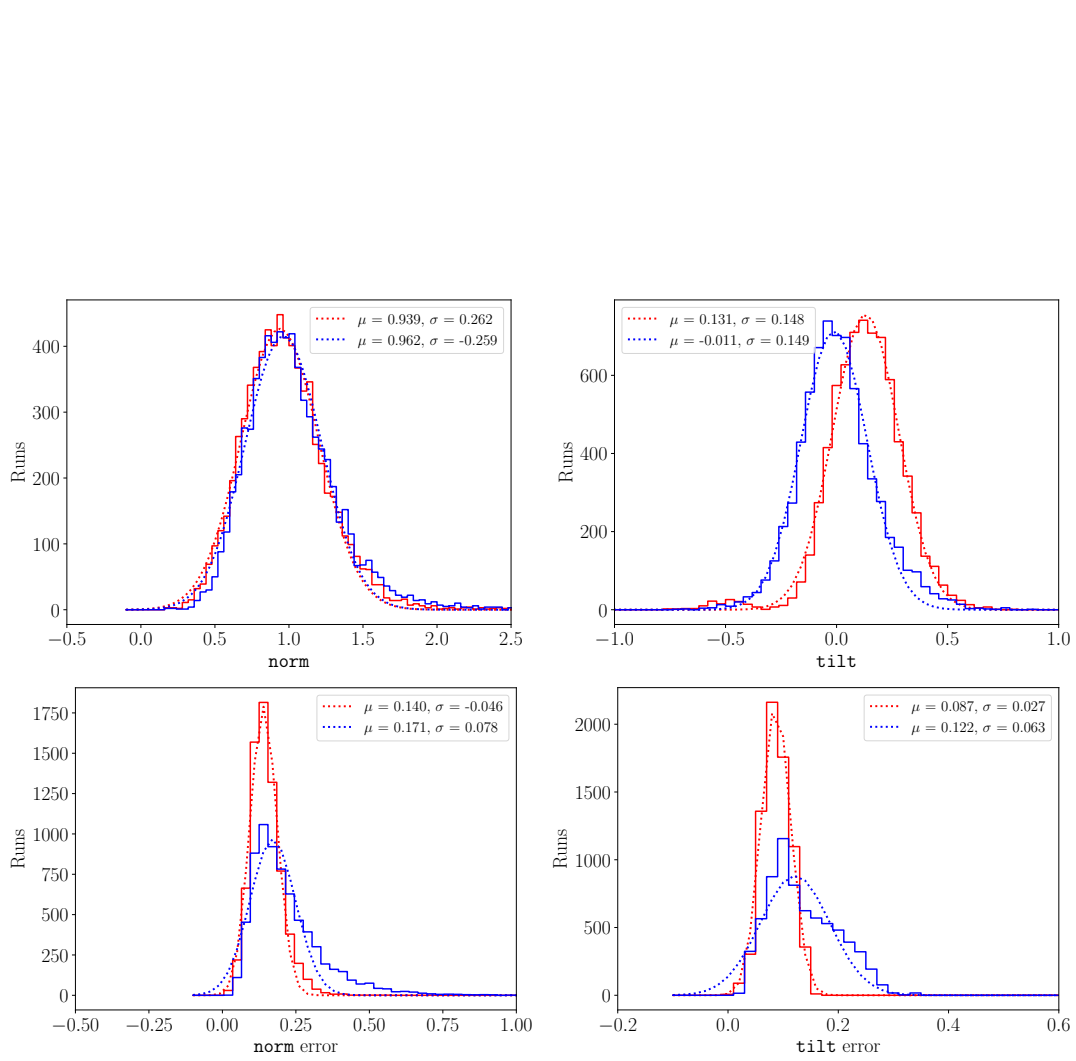 μ = 0.939, σ = 0.262
μ = 0.962, σ = -0.259
400
300
200
100
0
Runs
−0.5 0.0 0.5 1.0 1.5 2.0 2.5
norm
μ = 0.131, σ = 0.148
μ = -0.011, σ = 0.149
600
400
200
0
Runs
−1.0 −0.5 0.0 0.5 1.0
tilt
μ = 0.140, σ = -0.046
μ = 0.171, σ = 0.078
1750
1500
1250
1000
750
500
250
0
Runs
−0.50 −0.25 0.00 0.25 0.50 0.75 1.00
norm error
μ = 0.087, σ = 0.027
μ = 0.122, σ = 0.063
2000
1500
1000
500
0
Runs
−0.2 0.0 0.2 0.4 0.6
tilt error